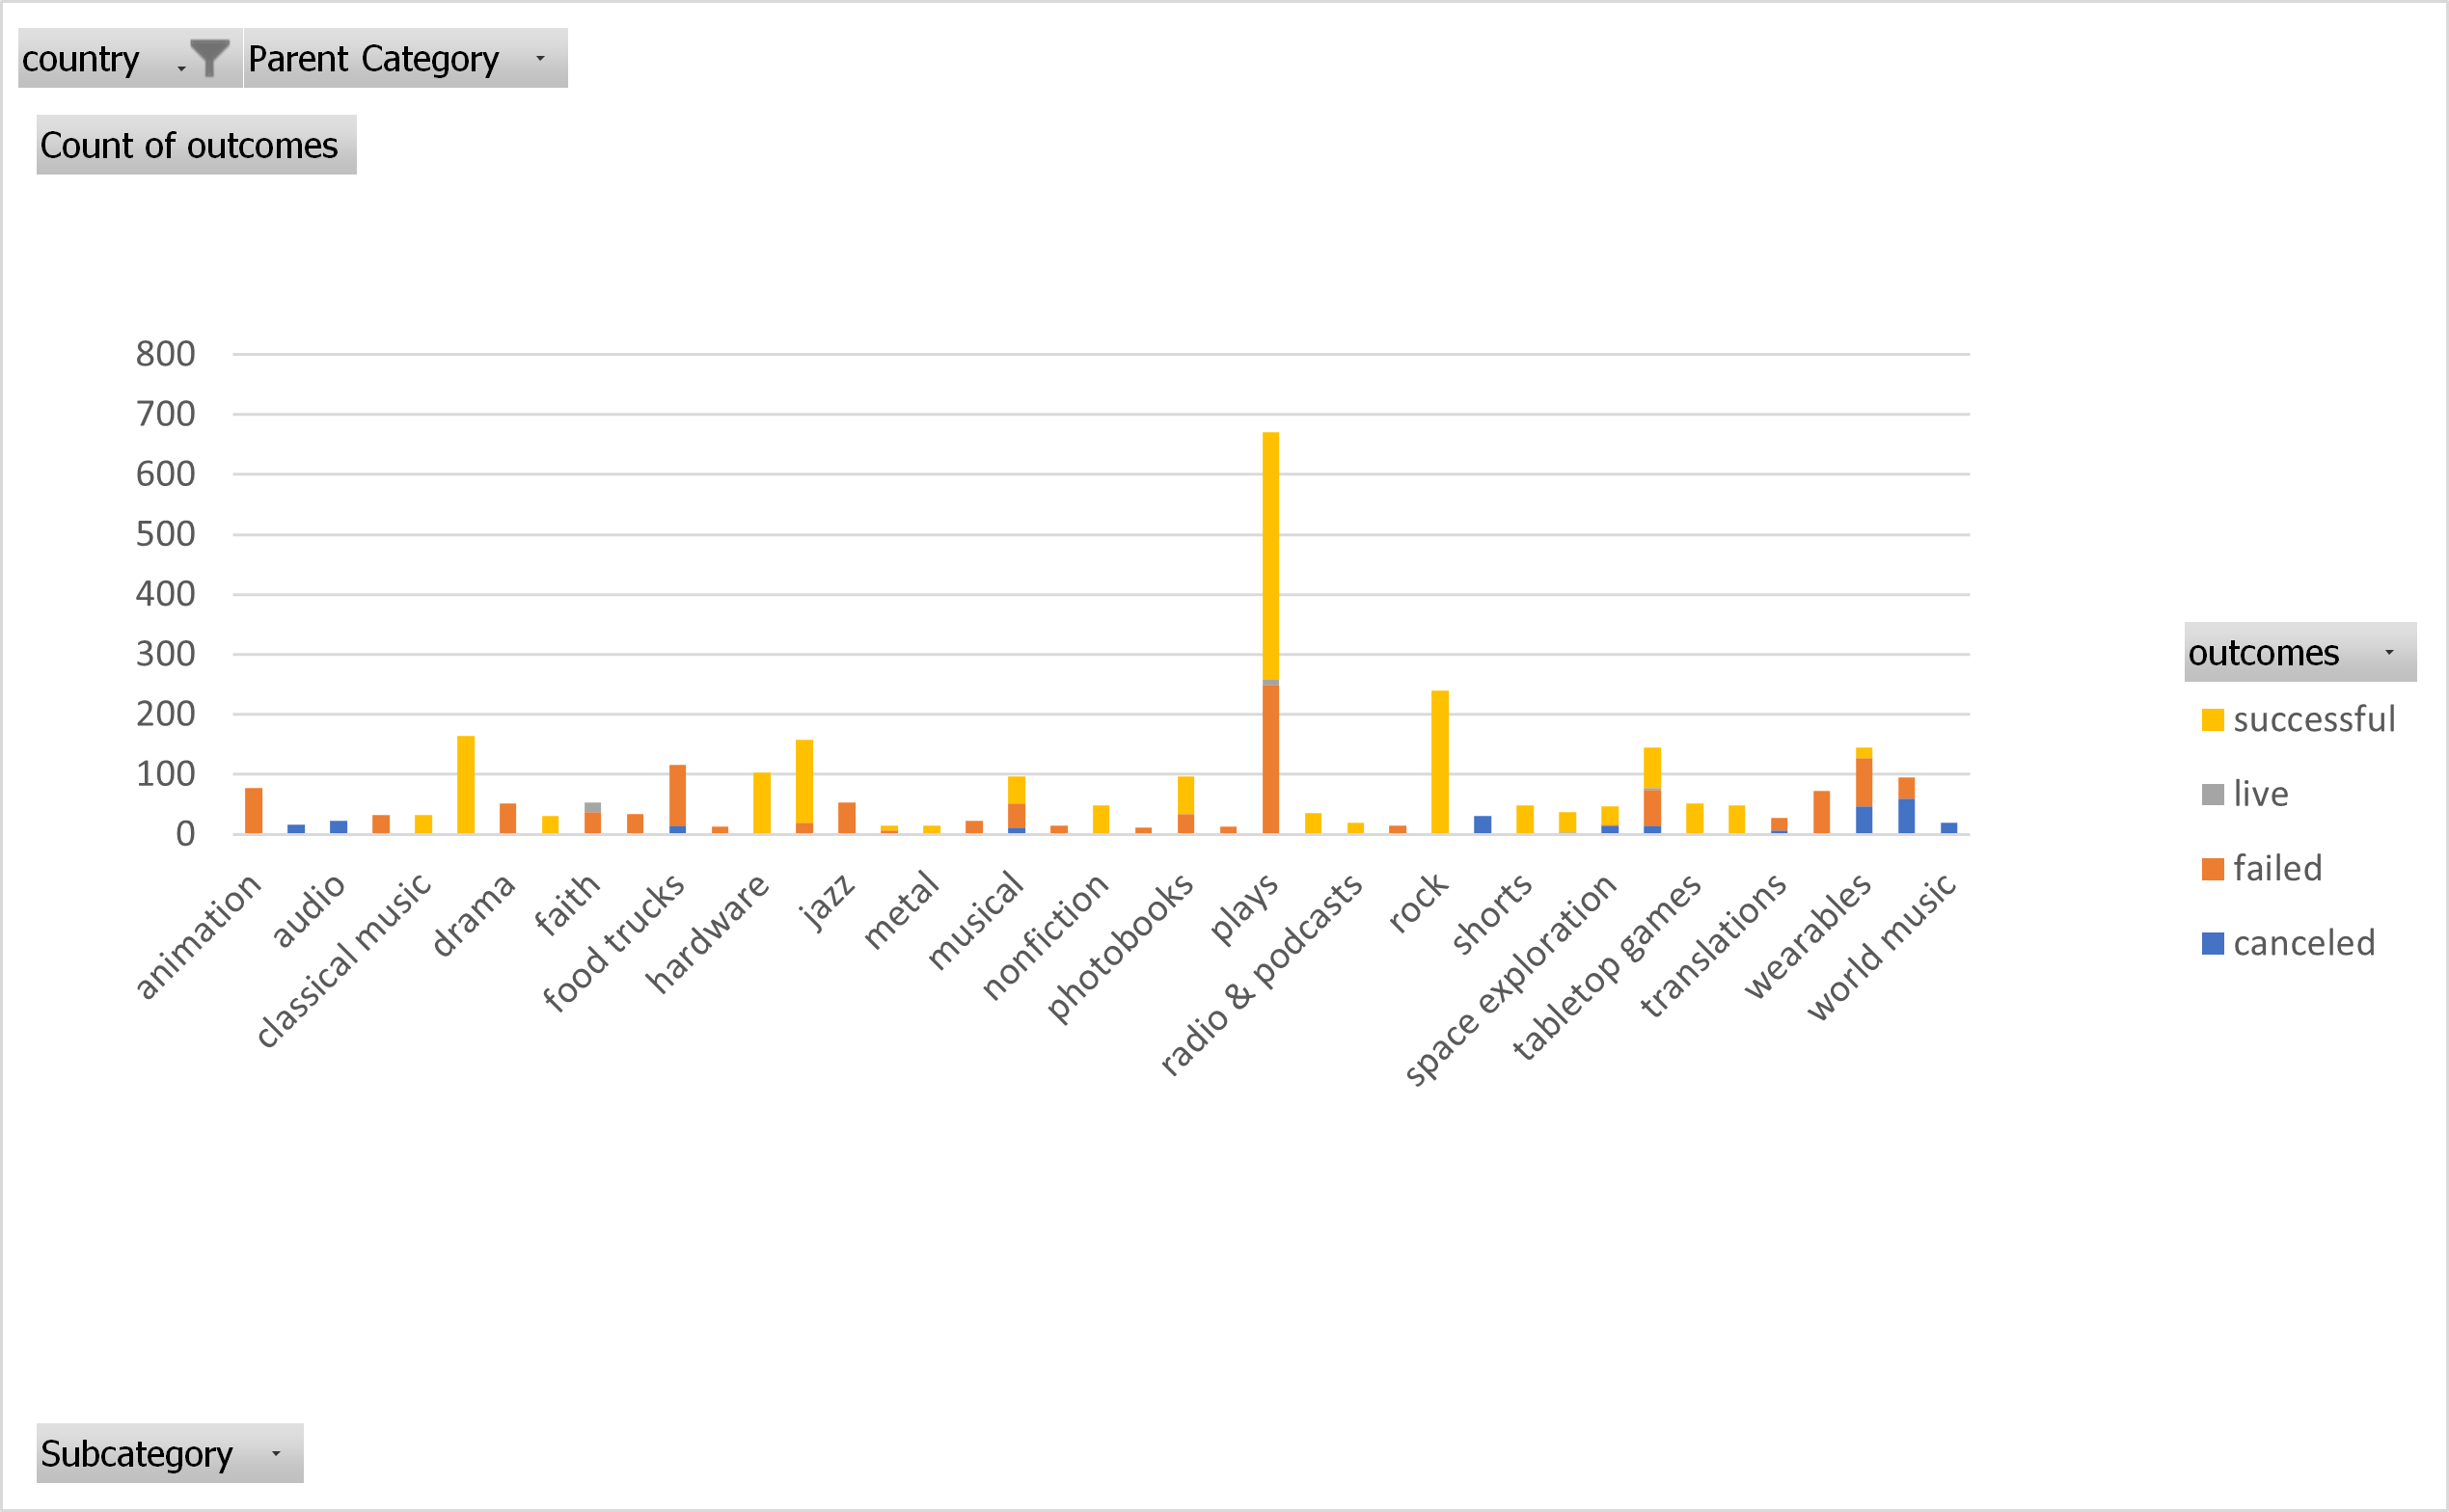 country Parent Category
Count of outcomes
800
700
600
500
400
300
200
100
0
outcomes
successful
live
failed
canceled
animation
audio
classical music
drama
faith
food trucks
hardware
jazz
metal
musical
nonfiction
photobooks
plays
radio & podcasts
rock
shorts
space exploration
tabletop games
translations
wearables
world music
Subcategory